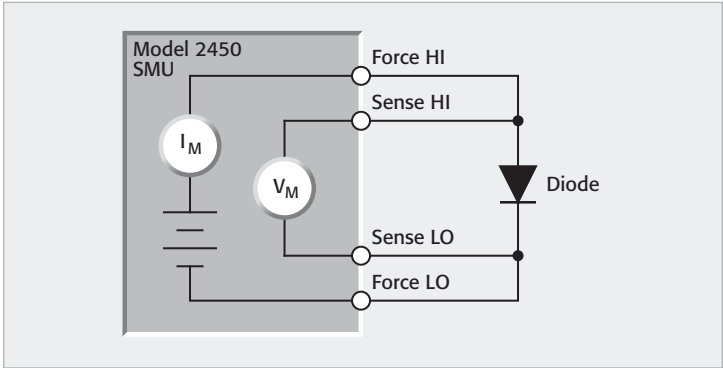 Model 2450
SMU
Force HI
Sense HI
IM
VM
Diode
Sense LO
Force LO